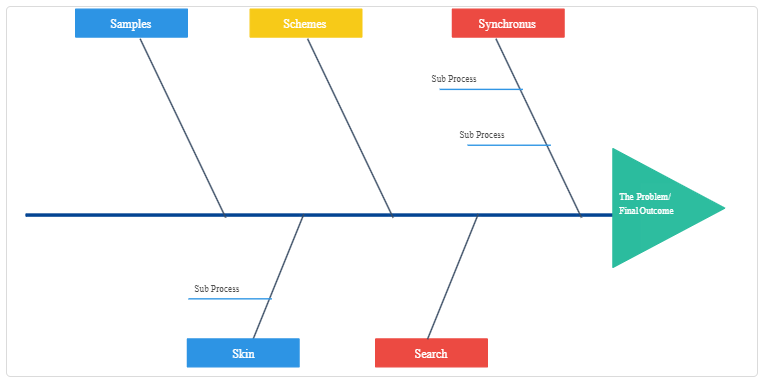 Samples
Schemes
Synchronus
Sub Process
Sub Process
The Problem/
Final Outcome
Sub Process
Skin
Search